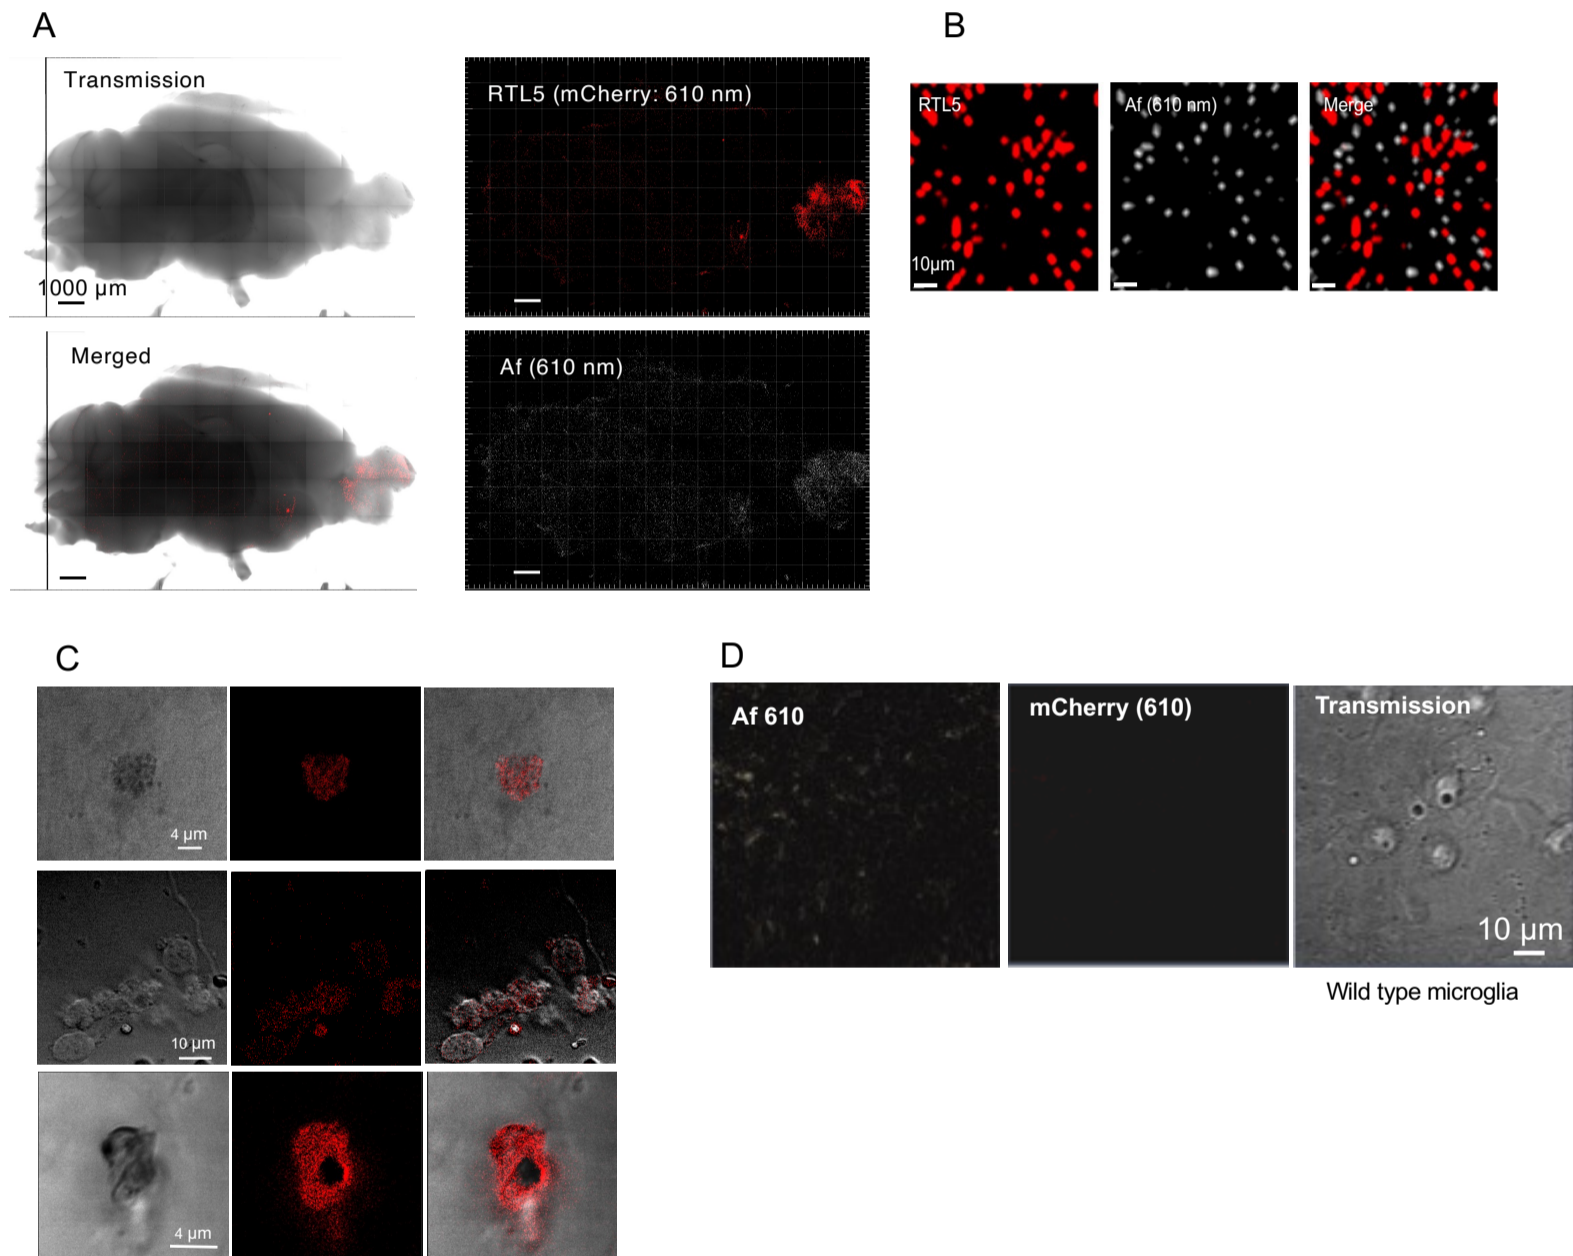 A
B
Transmission
RTL5 (mCherry: 610 nm)
1000 µm
Merged
Af (610 nm)
RTL5
Af (610 nm)
Merge
10µm
C
D
4 µm
10 µm
4 µm
Af 610
mCherry (610)
Transmission
10 µm
Wild type microglia